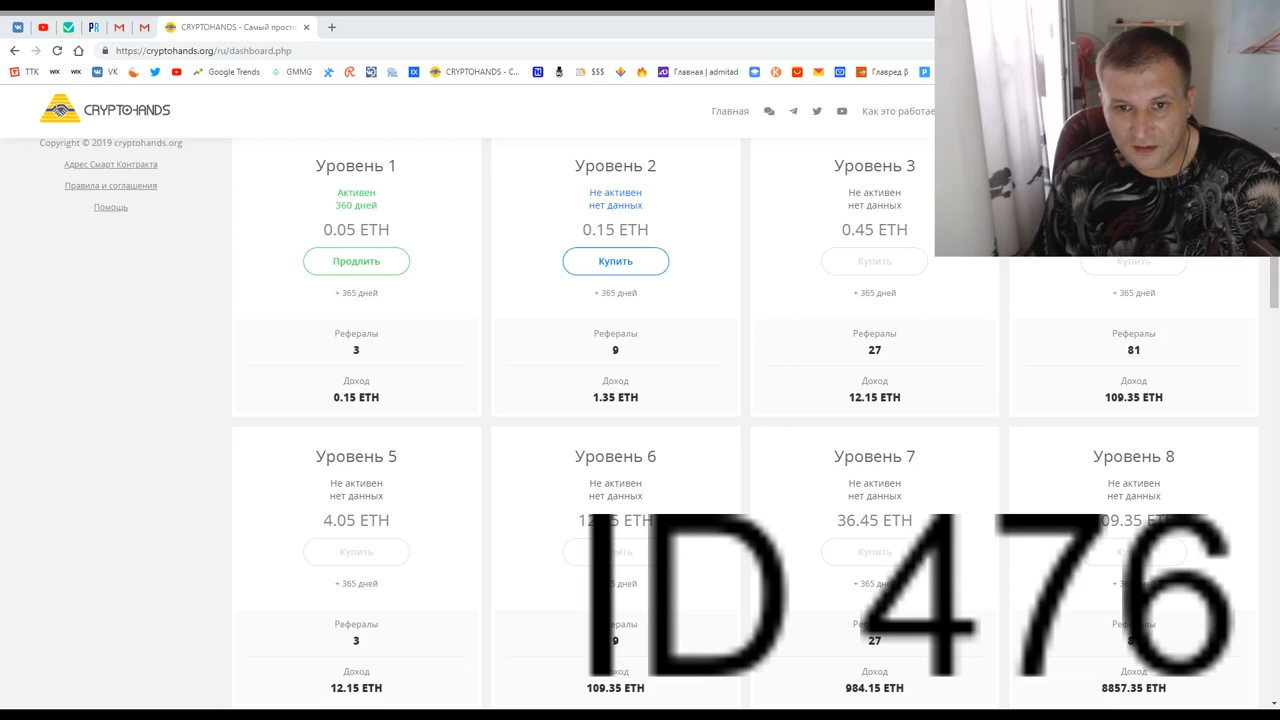 CRYPTOHANDS - Самый просто
https://cryptohands.org/ru/dashboard.php
ТТК
WIX
WIX
VK
Google Trends
GMMG
CRYPTOHANDS - C...
$$$
Главная | admitad
Главред β
CRYPTOHANDS
Главная
Как это работае
Copyright © 2019 cryptohands.org
Адрес Смарт Контракта
Правила и соглашения
Помощь
Уровень 1
Активен
360 дней
0.05 ETH
Продлить
+ 365 дней
Рефералы
3
Доход
0.15 ETH
Уровень 2
Не активен
нет данных
0.15 ETH
Купить
+ 365 дней
Рефералы
9
Доход
1.35 ETH
Уровень 3
Не активен
нет данных
0.45 ETH
Купить
+ 365 дней
Рефералы
27
Доход
12.15 ETH
Купить
+ 365 дней
Рефералы
81
Доход
109.35 ETH
Уровень 5
Не активен
нет данных
4.05 ETH
Купить
+ 365 дней
Рефералы
3
Доход
12.15 ETH
Уровень 6
Не активен
нет данных
дней
9
109.35 ETH
Уровень 7
Не активен
нет данных
36.45 ETH
Купить
+ 365 дней
Рефералы
27
Доход
984.15 ETH
Уровень 8
Не активен
нет данных
Доход
8857.35 ETH
ID 476